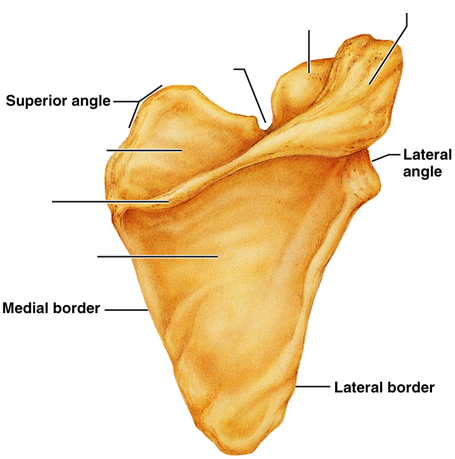 Superior angle
Lateral
angle
Medial border
Lateral border